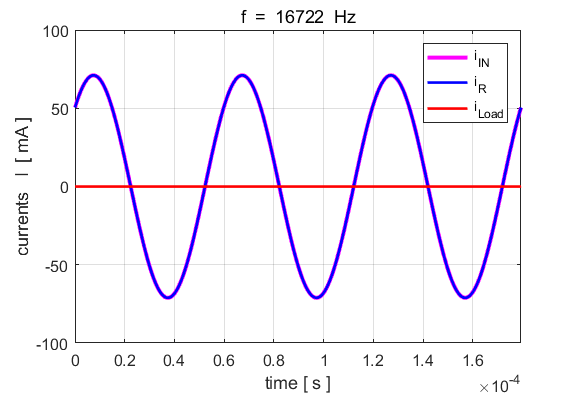 f = 16722 Hz
i_IN
i_R
i_Load
currents I [ mA ]
100
50
0
-50
-100
0 0.2 0.4 0.6 0.8 1 1.2 1.4 1.6
×10^-4
time [ s ]